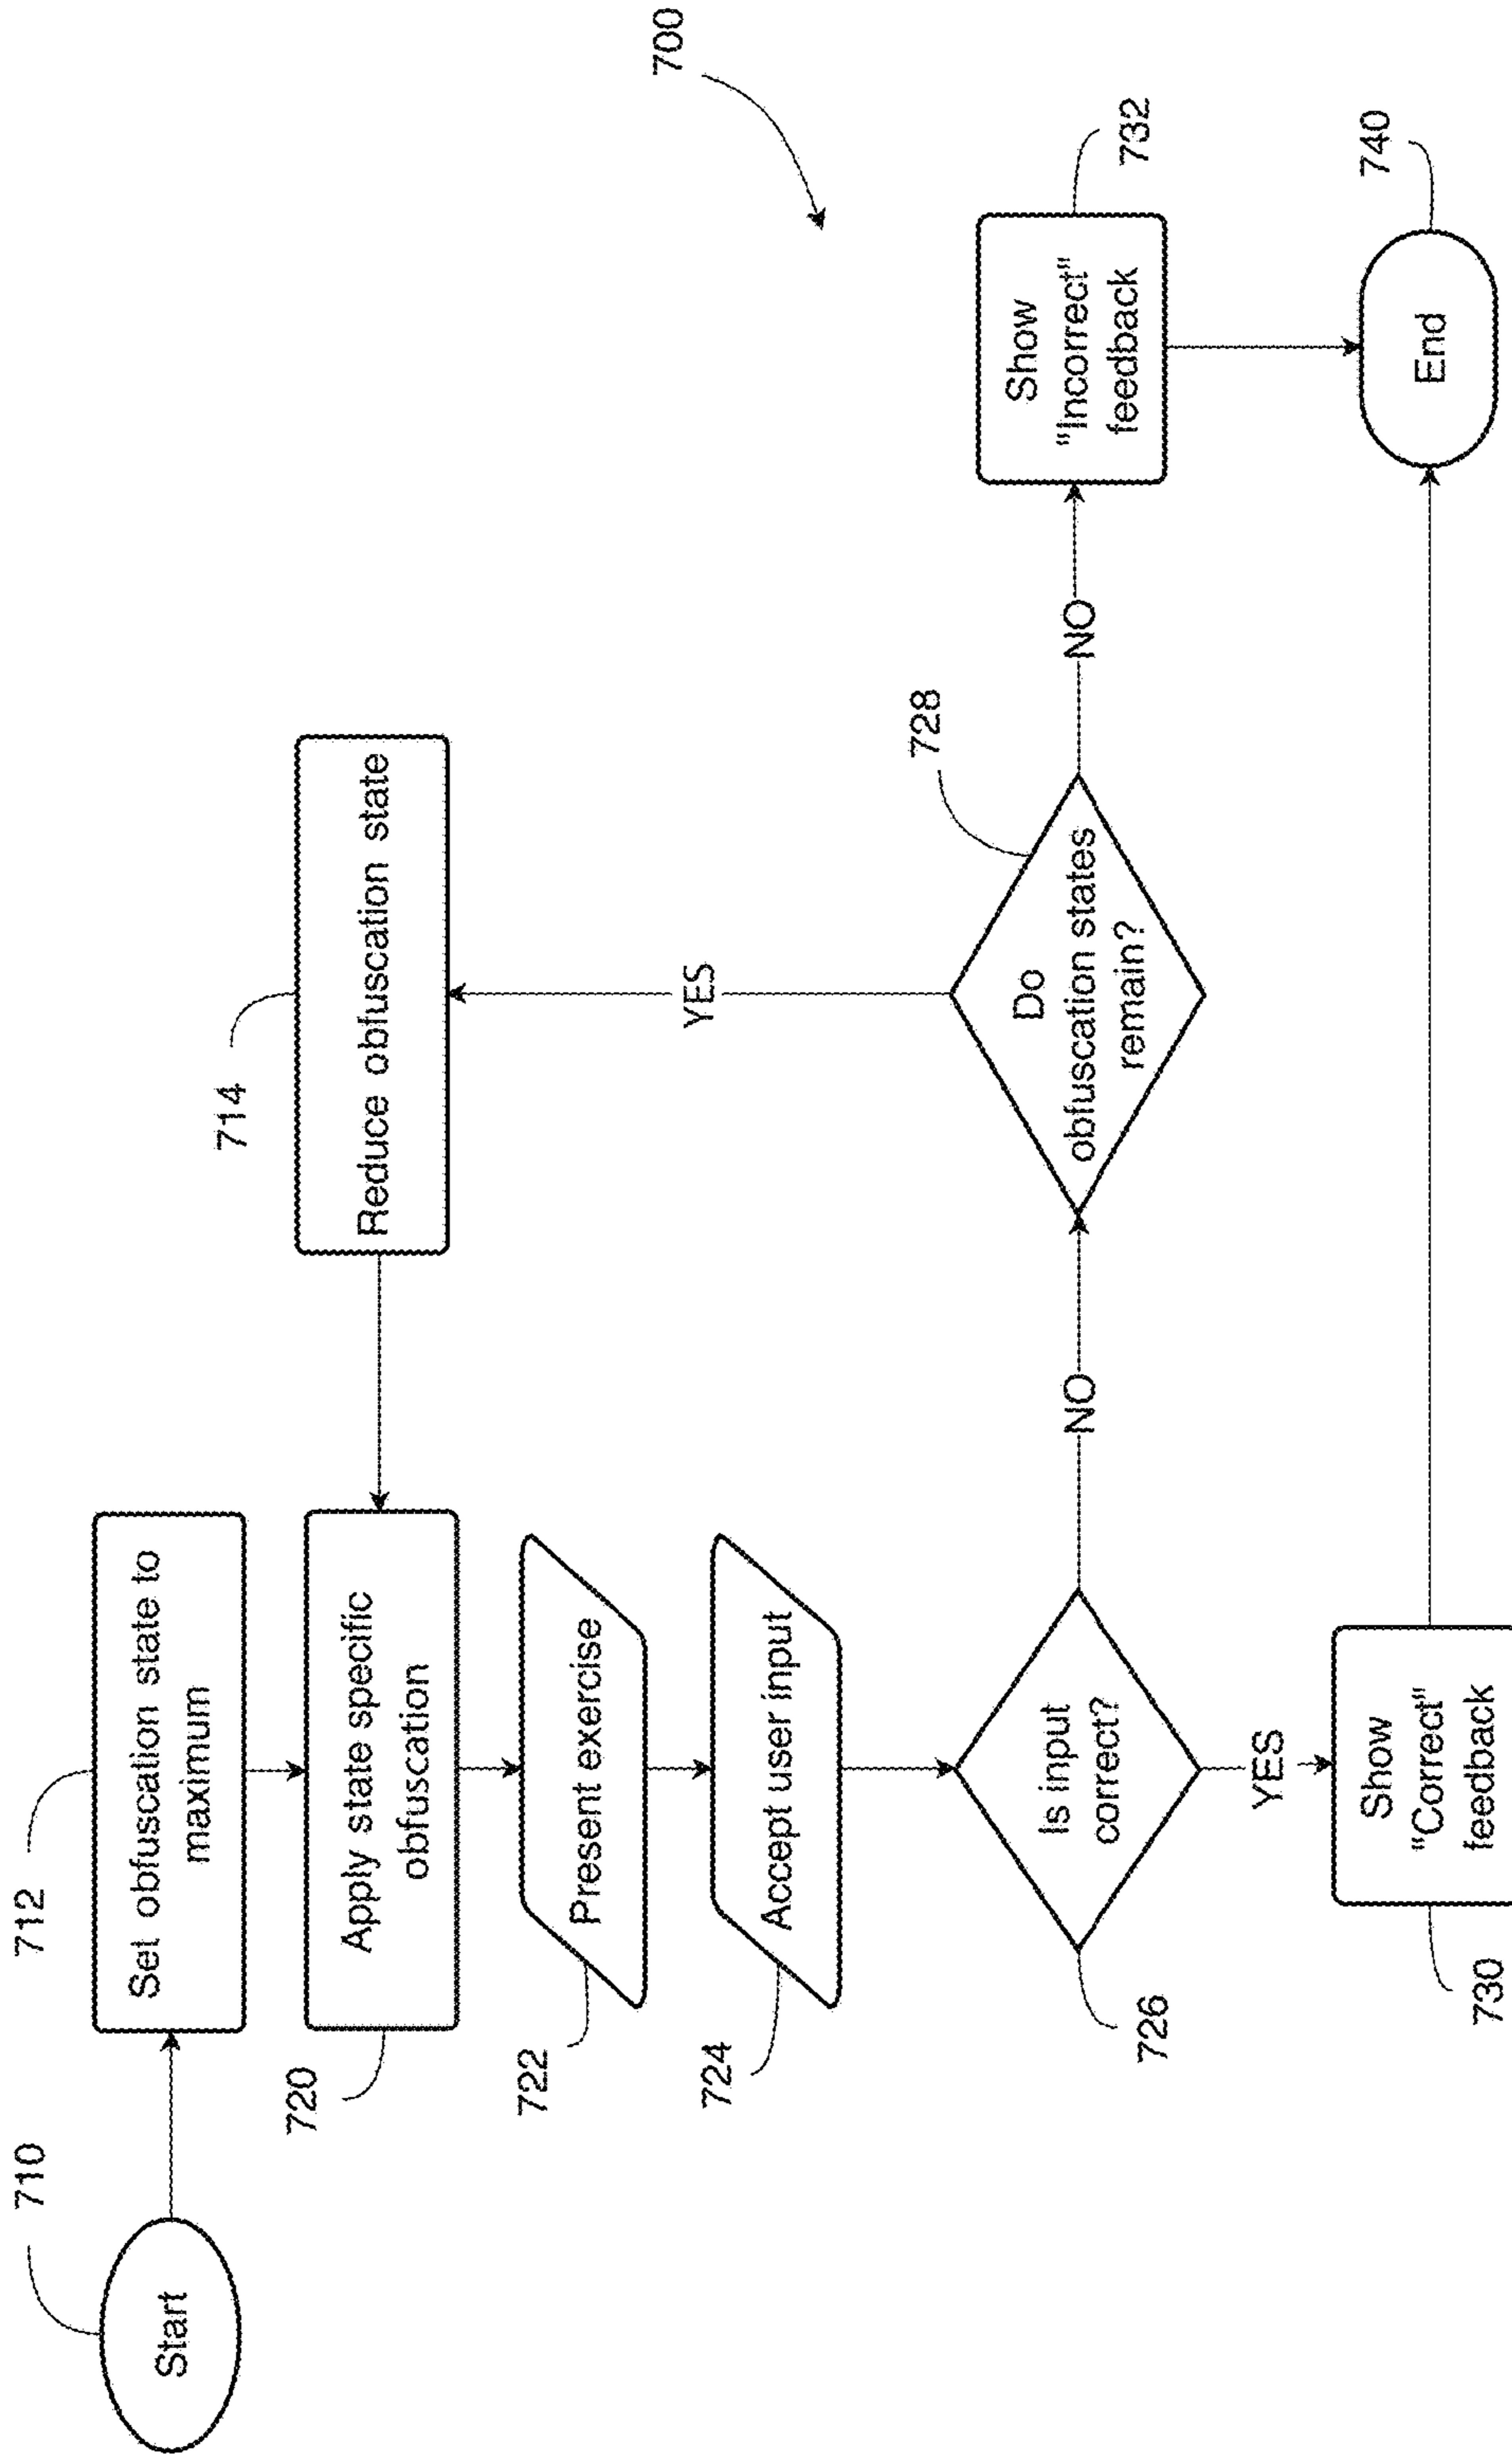 700
710
Start
712
Set obfuscation state to
maximum
714
Reduce obfuscation state
720
Apply state specific
obfuscation
722
Present exercise
724
Accept user input
726
Is input
correct?
NO
728
Do
obfuscation states
remain?
YES
NO
732
Show
"Incorrect"
feedback
YES
730
Show
"Correct"
feedback
740
End